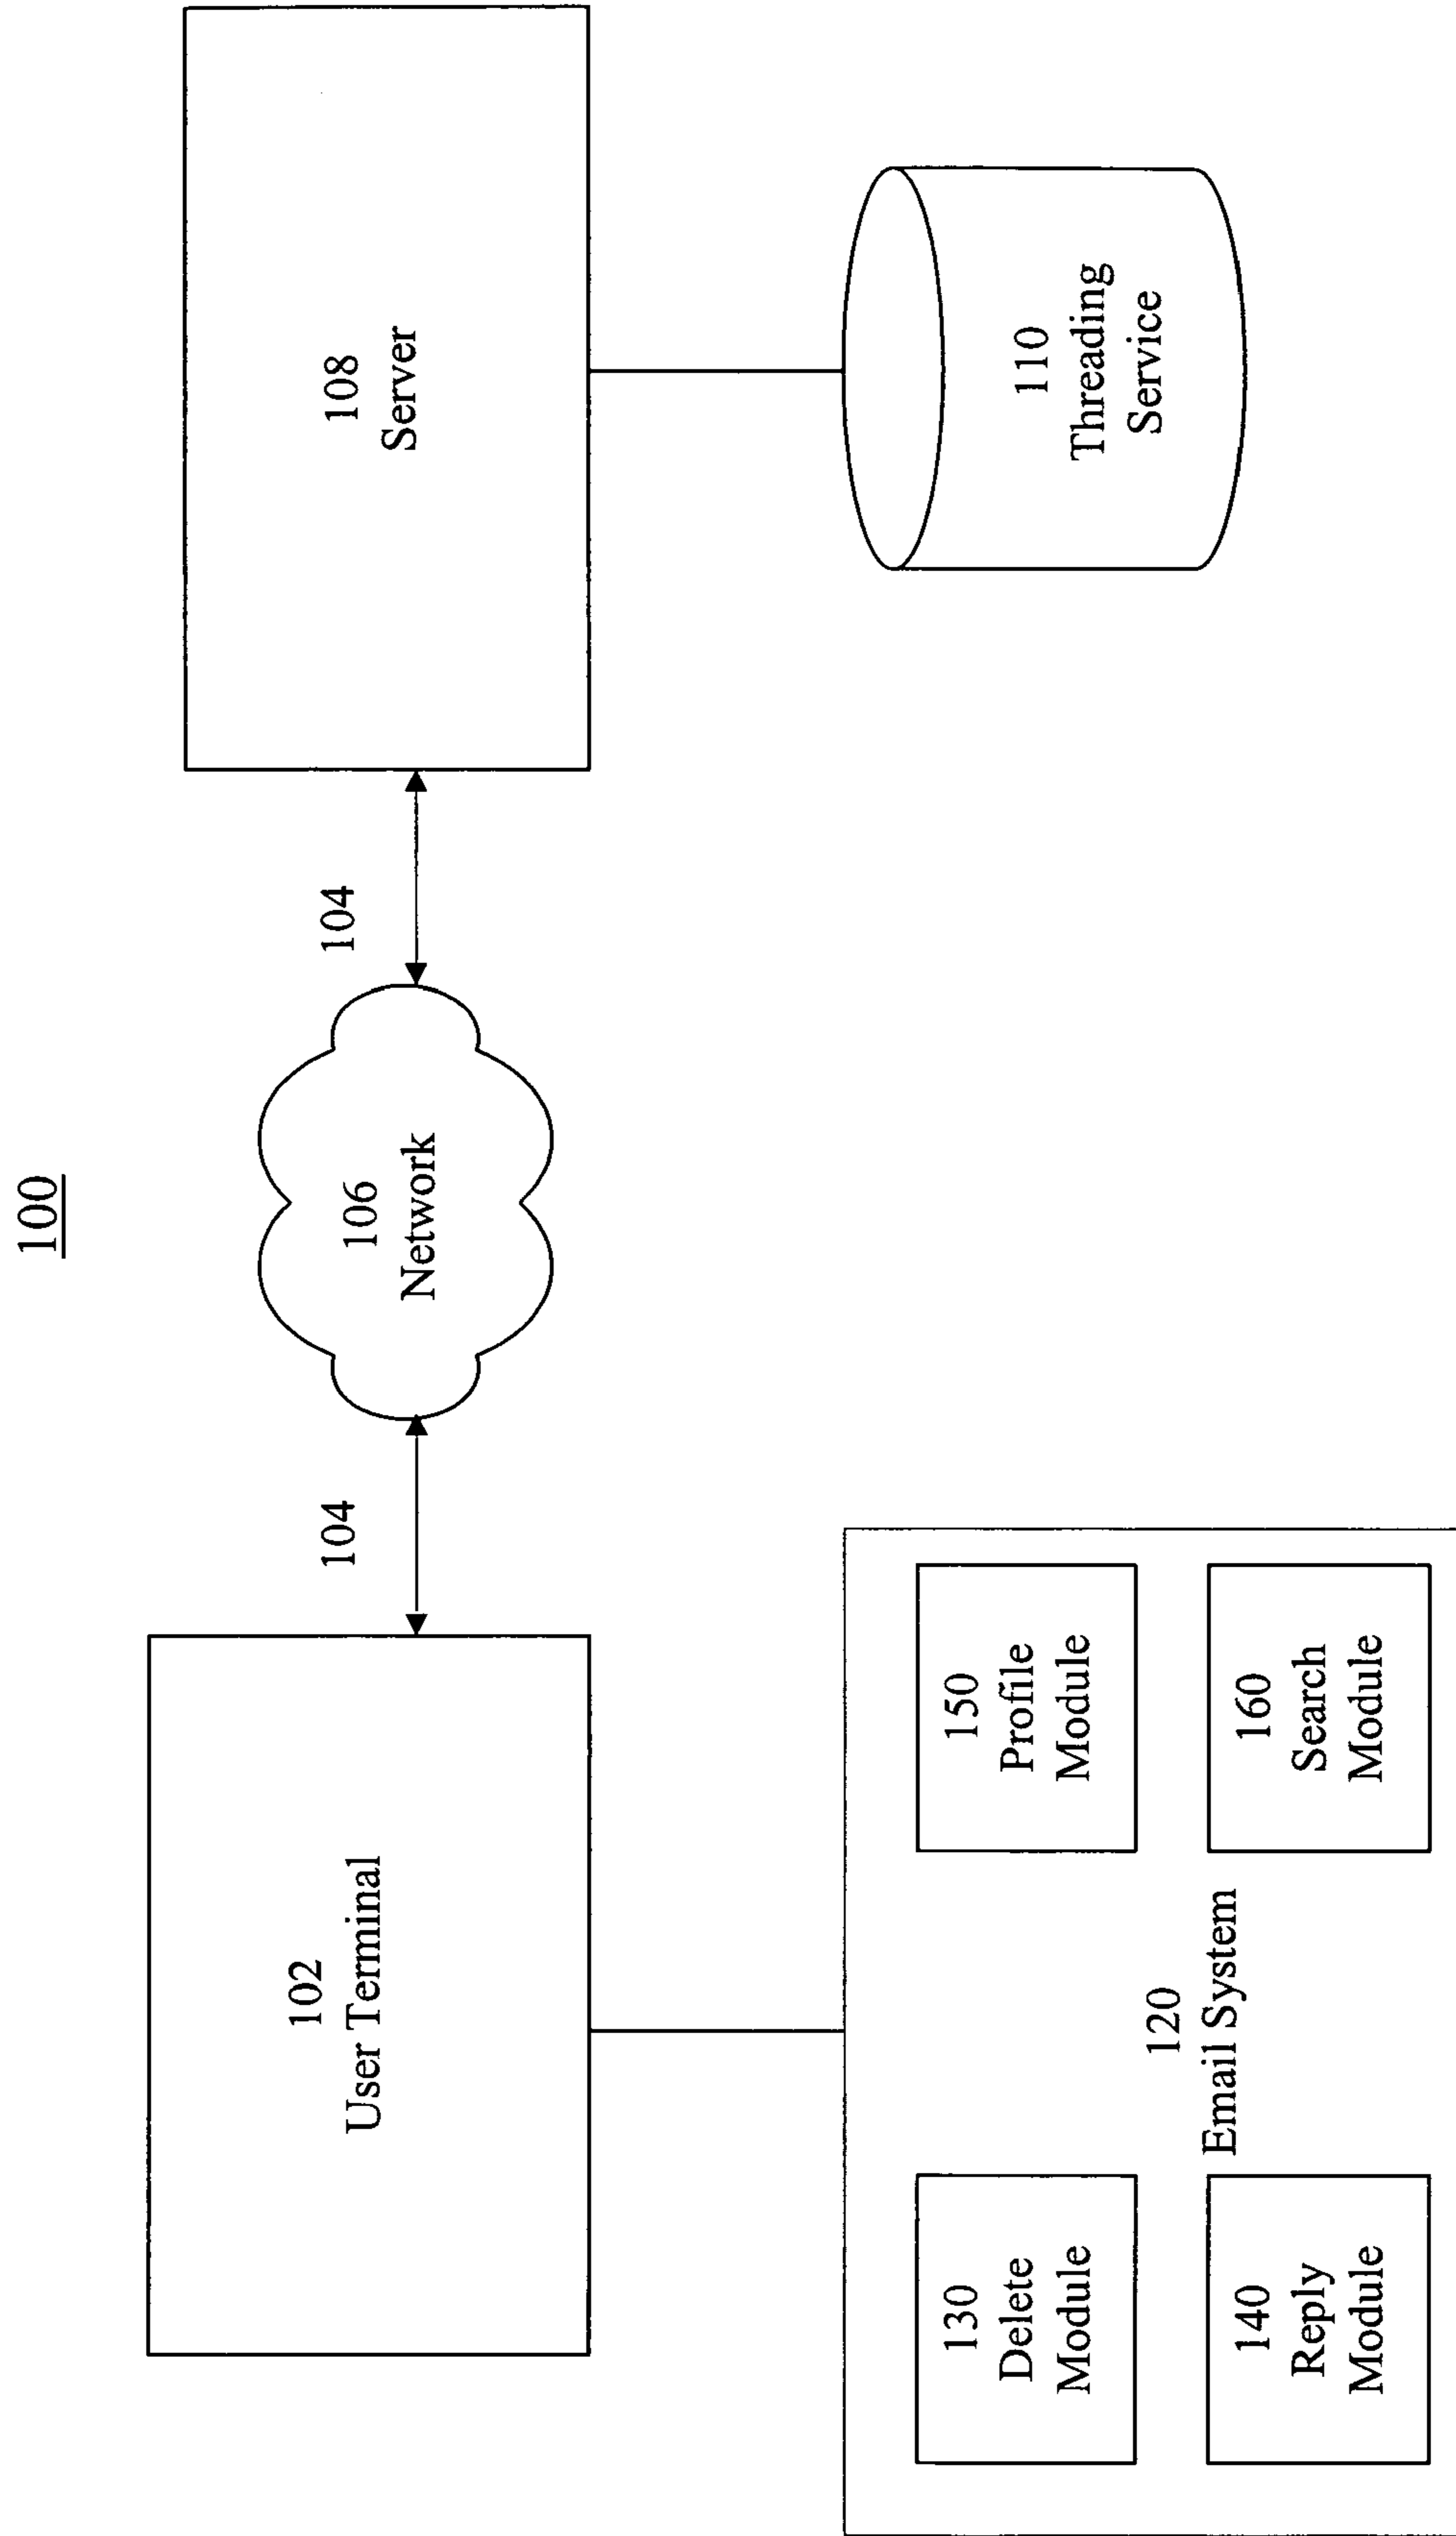 100
102
User Terminal
104
106
Network
104
108
Server
130
Delete
Module
140
Reply
Module
120
Email System
150
Profile
Module
160
Search
Module
110
Threading
Service